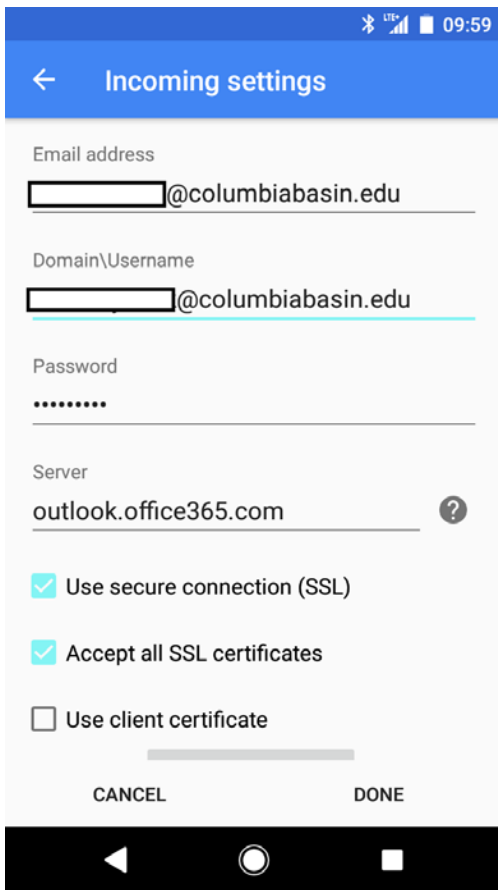 LTE+ 09:59
Incoming settings
Email address
@columbiabasin.edu
Domain\Username
@columbiabasin.edu
Password
•••••••••
Server
outlook.office365.com
Use secure connection (SSL)
Accept all SSL certificates
Use client certificate
CANCEL DONE